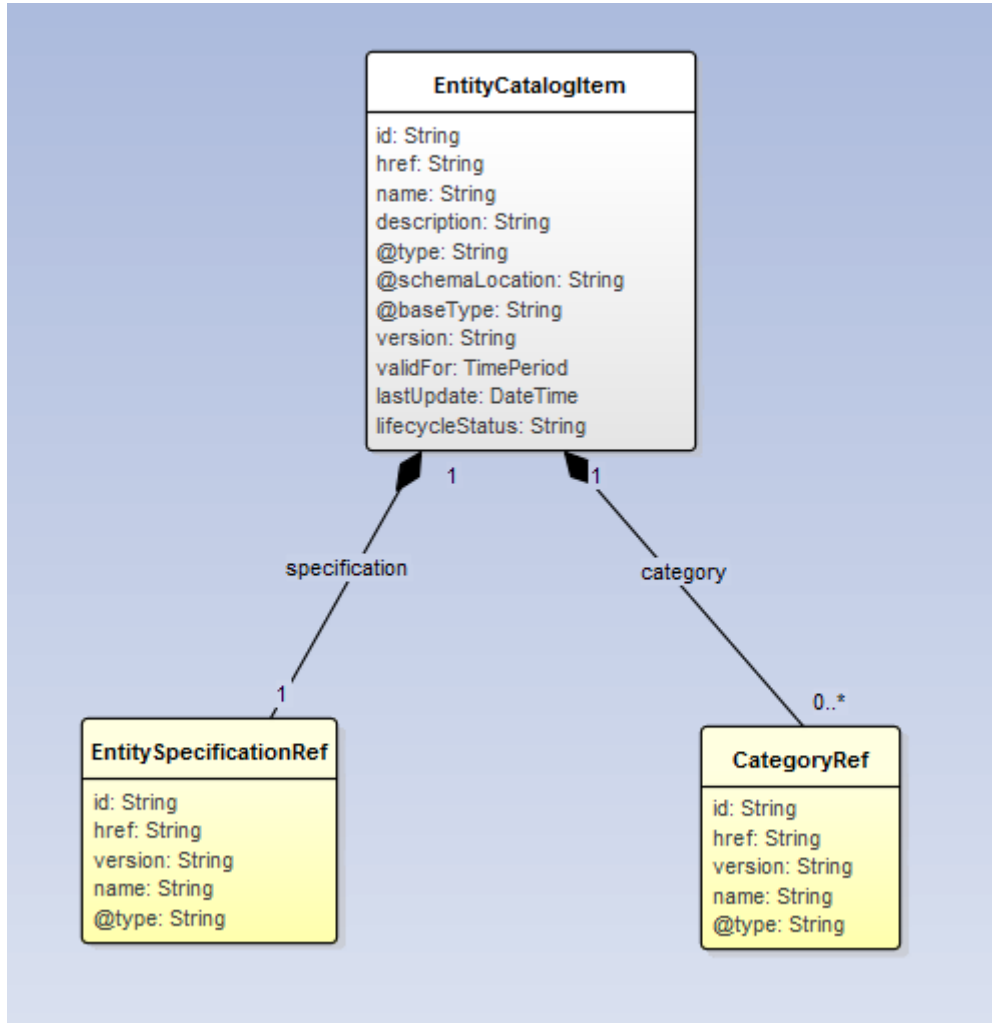 EntityCatalogItem
id: String
href: String
name: String
description: String
@type: String
@schemaLocation: String
@baseType: String
version: String
validFor: TimePeriod
lastUpdate: DateTime
lifecycleStatus: String
1
1
specification
category
1
0..*
EntitySpecificationRef
id: String
href: String
version: String
name: String
@type: String
CategoryRef
id: String
href: String
version: String
name: String
@type: String